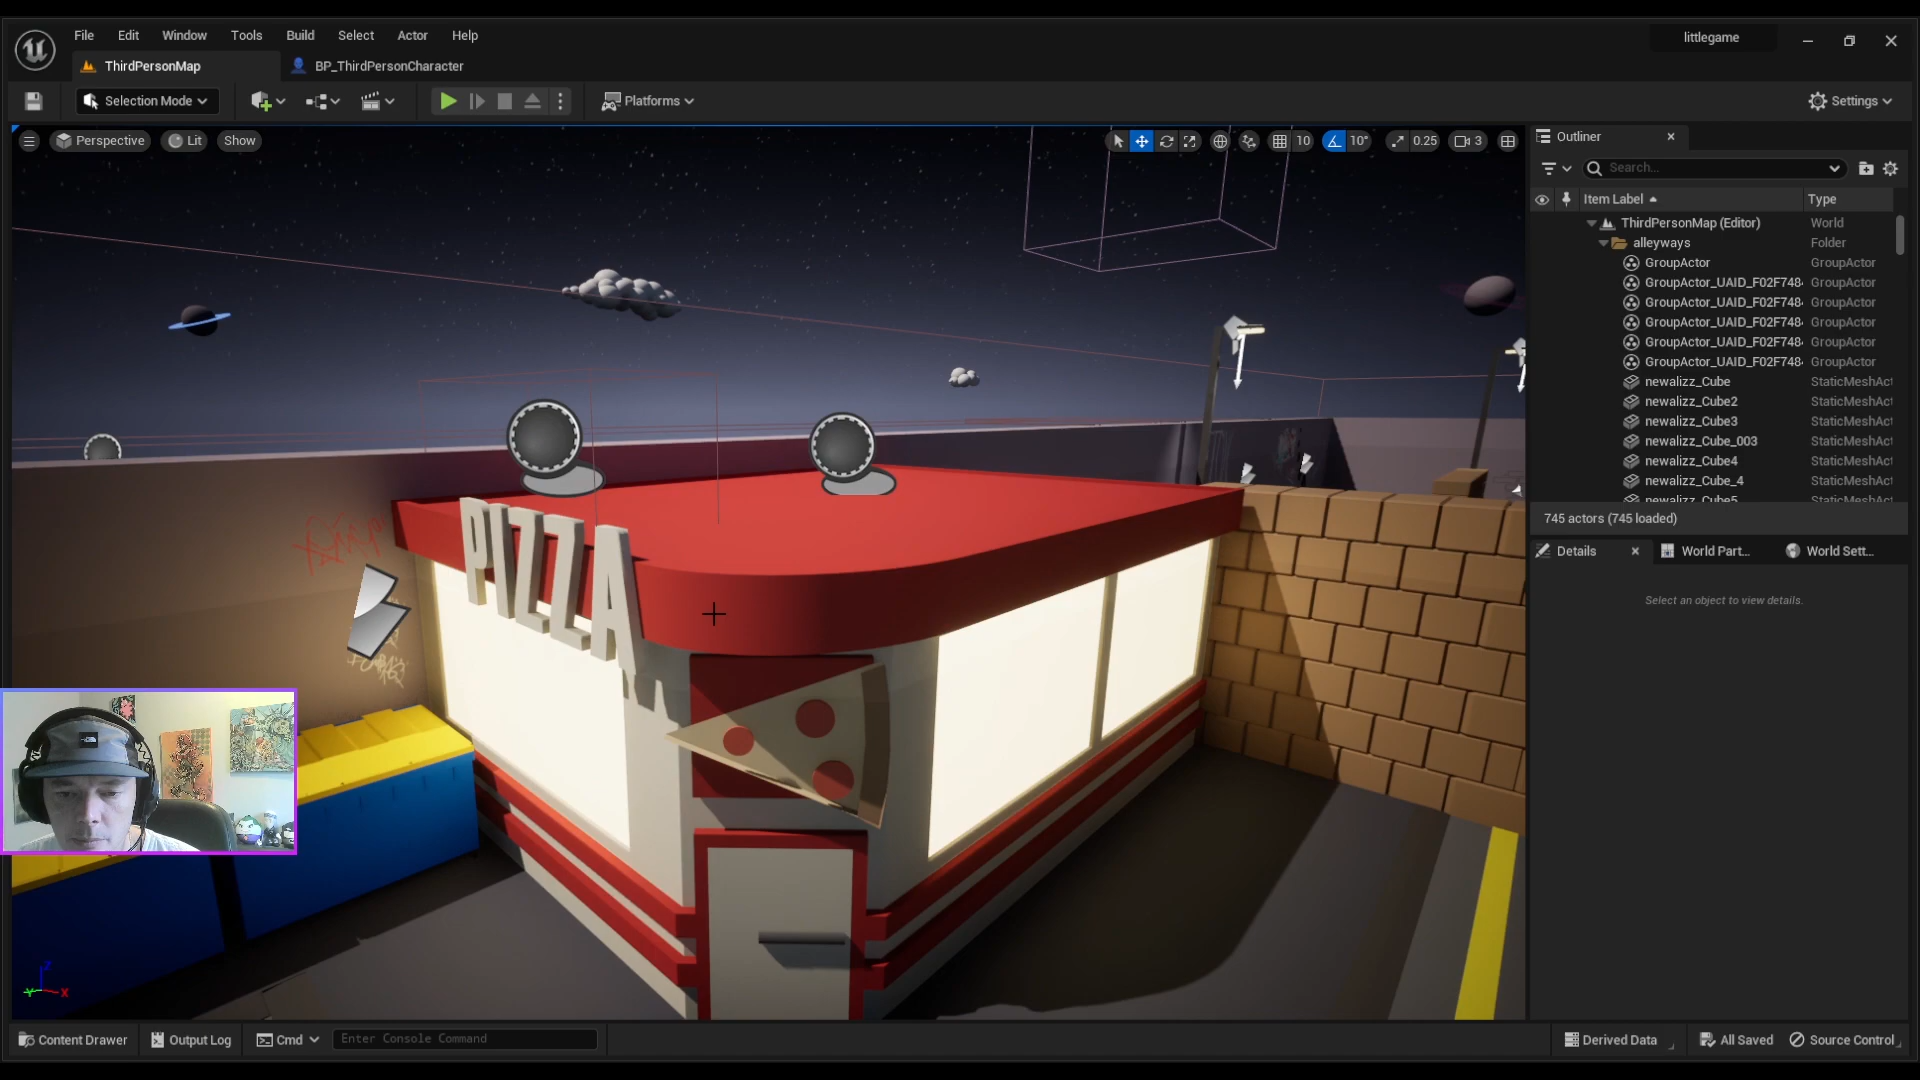 File Edit Window Tools Build Select Actor Help
littlegame
ThirdPersonMap
BP_ThirdPersonCharacter
Selection Mode
Platforms
Settings
Perspective
Lit
Show
10
10°
0.25
3
Outliner
Search...
Item Label
Type
ThirdPersonMap (Editor) World
alleyways Folder
GroupActor GroupActor
GroupActor_UAID_F02F748 GroupActor
GroupActor_UAID_F02F748 GroupActor
GroupActor_UAID_F02F748 GroupActor
GroupActor_UAID_F02F748 GroupActor
GroupActor_UAID_F02F748 GroupActor
newalizz_Cube StaticMeshAct
newalizz_Cube2 StaticMeshAct
newalizz_Cube3 StaticMeshAct
newalizz_Cube_003 StaticMeshAct
newalizz_Cube4 StaticMeshAct
newalizz_Cube_4 StaticMeshAct
newalizz_Cube5 StaticMeshAct
745 actors (745 loaded)
Details
World Part...
World Sett...
Select an object to view details.
PIZZA
Z
Y
X
Content Drawer
Output Log
Cmd
Enter Console Command
Derived Data
All Saved
Source Control